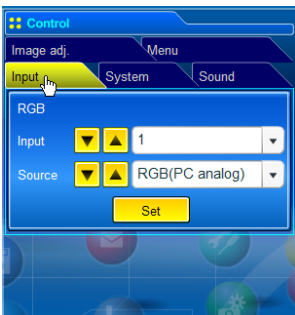 Control
Image adj. Menu
Input System Sound
RGB
Input 1
Source RGB(PC analog)
Set